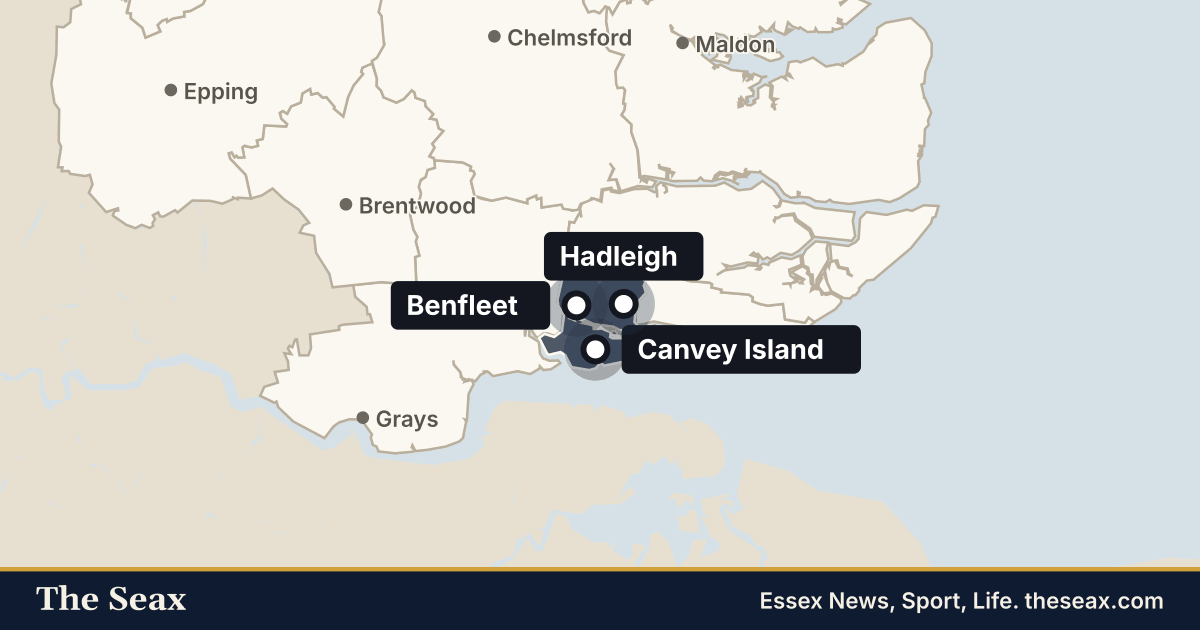 Chelmsford
Maldon
Epping
Brentwood
Hadleigh
Benfleet
Canvey Island
Grays
The Seax
Essex News, Sport, Life. theseax.com